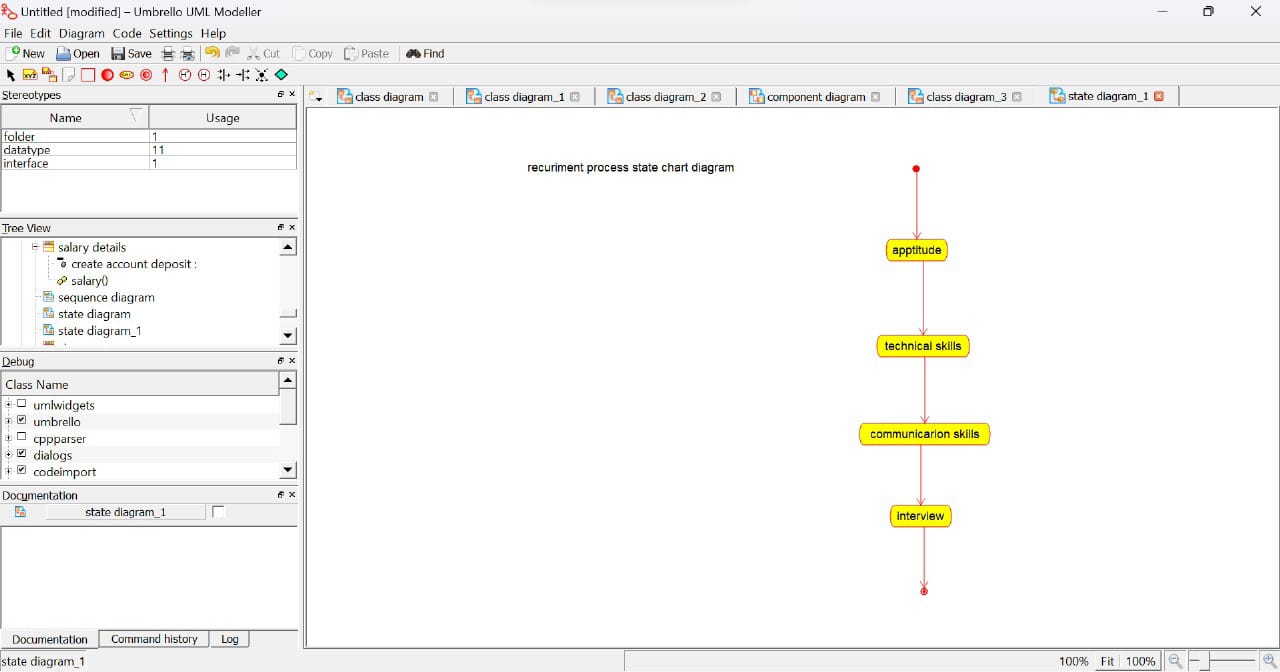 Untitled [modified] – Umbrello UML Modeller
File Edit Diagram Code Settings Help
New Open Save Cut Copy Paste Find
Stereotypes
Name Usage
folder 1
datatype 11
interface 1
Tree View
salary details
create account deposit :
salary()
sequence diagram
state diagram
state diagram_1
Debug
Class Name
umlwidgets
umbrello
cppparser
dialogs
codeimport
Documentation
state diagram_1
Documentation Command history Log
state diagram_1
class diagram class diagram_1 class diagram_2 component diagram class diagram_3 state diagram_1
recuriment process state chart diagram
apptitude
technical skills
communicarion skills
interview
100% Fit 100%